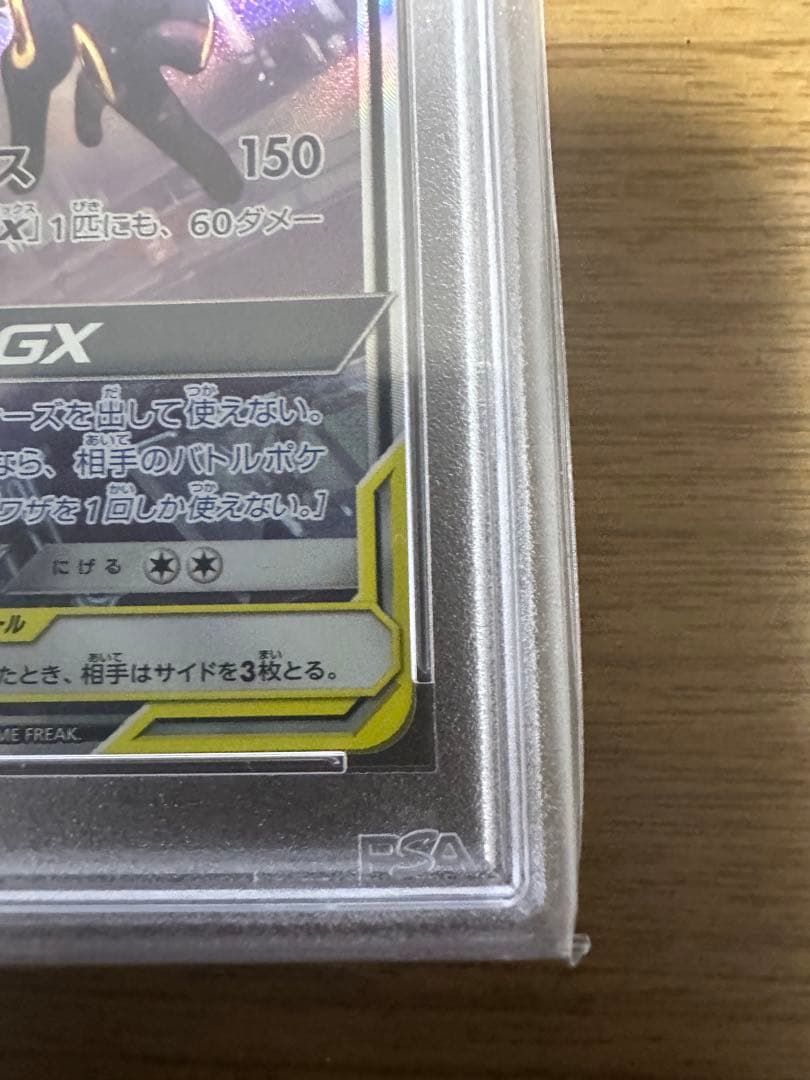 ス 150
X] 1匹にも、60ダメー
GX
ーズを出して使えない。
なら、相手のバトルポケ
ワザを1回しか使えない。]
にげる
ール
たとき、相手はサイドを3枚とる。
ME FREAK.
PSA